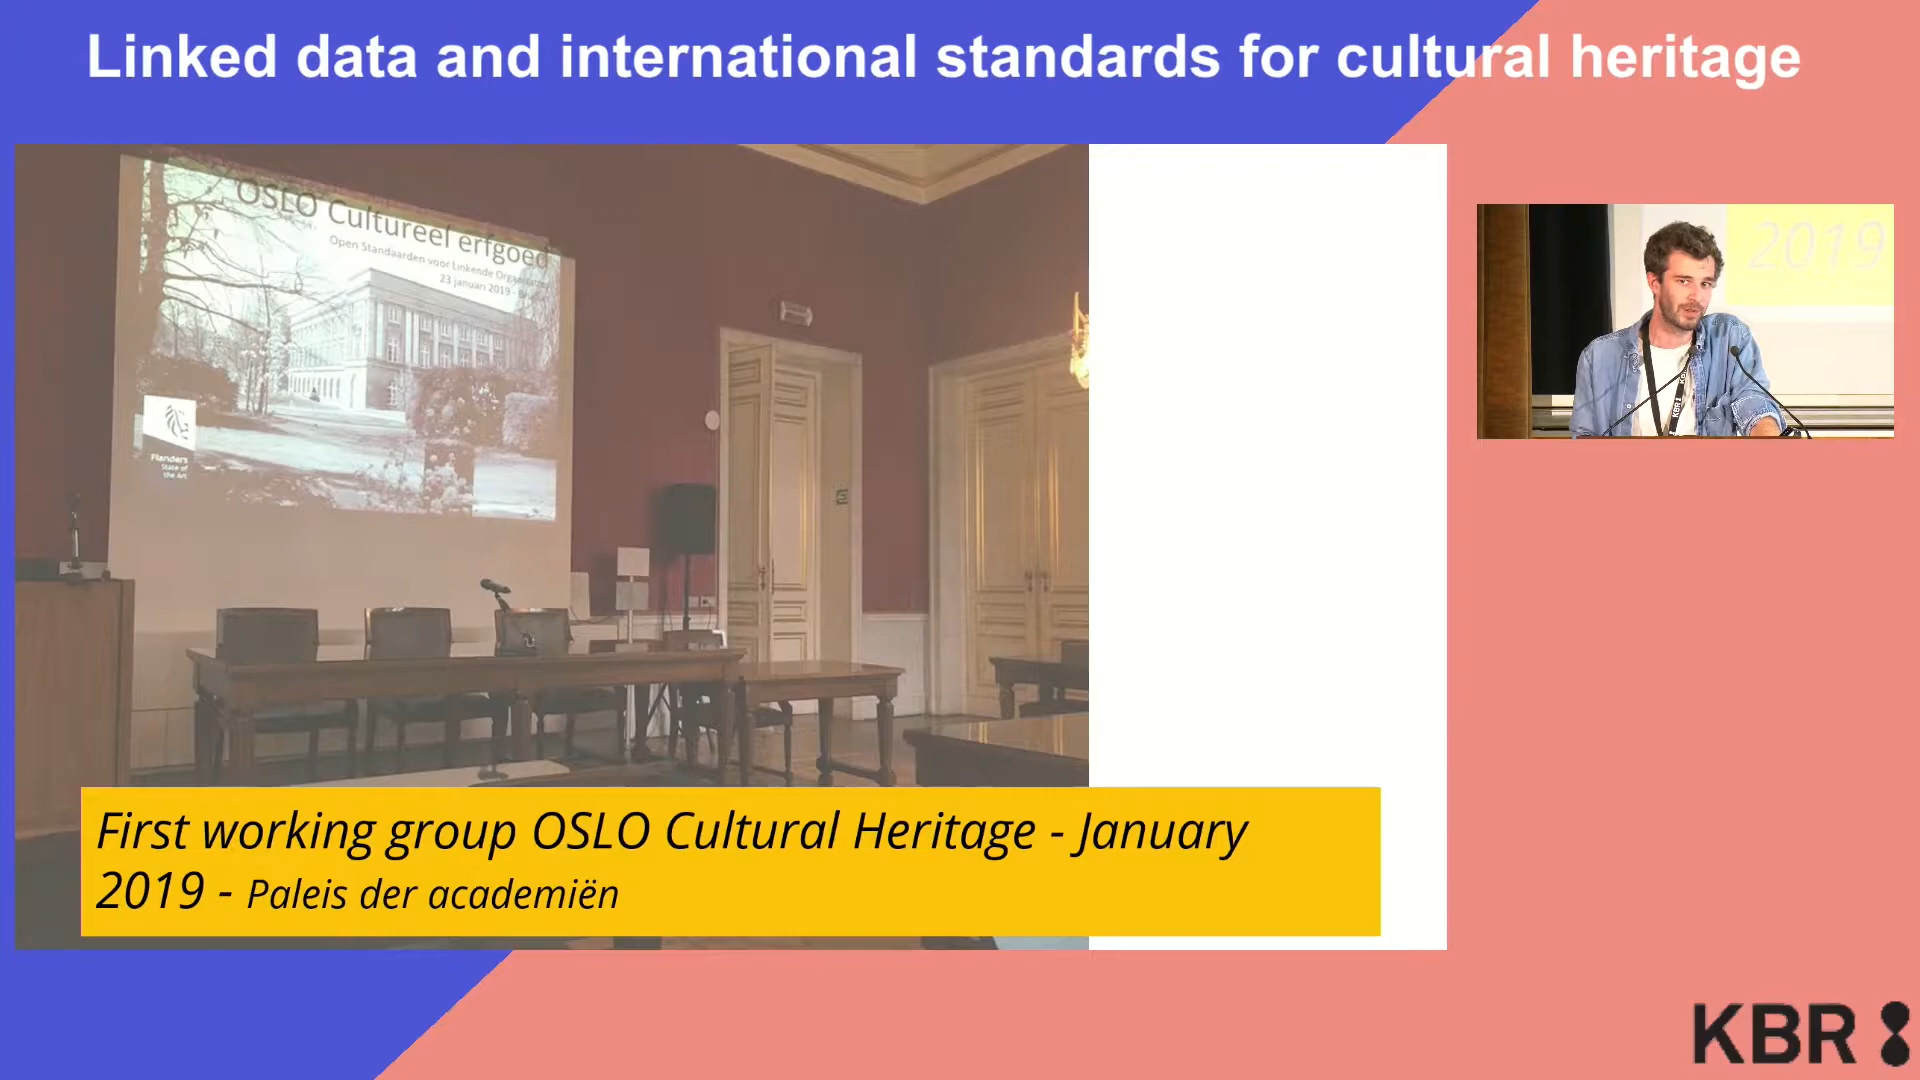 Linked data and international standards for cultural heritage
OSLO Cultureel erfgoed
Open Standaarden voor Linkende
23 januari 2019 -
Flanders
State of
the Art
2019
KBR
First working group OSLO Cultural Heritage - January
2019 - Paleis der academiën
KBR